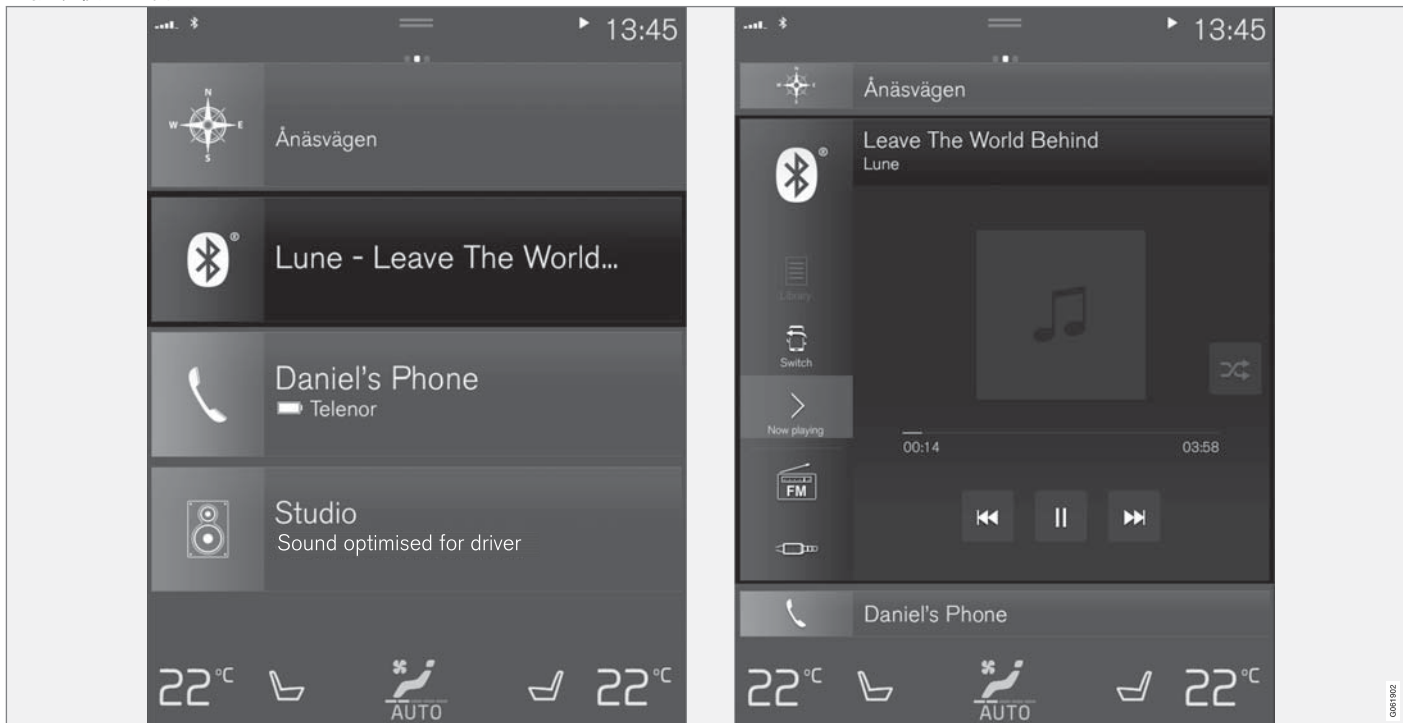 13:45
N
W
E
S
Ånäsvägen
®
Lune - Leave The World...
Daniel's Phone
Telenor
Studio
Sound optimised for driver
22°C
AUTO
22°C
13:45
Ånäsvägen
®
Leave The World Behind
Lune
Library
Switch
Now playing
00:14
03:58
FM
Daniel's Phone
22°C
AUTO
22°C
G061902